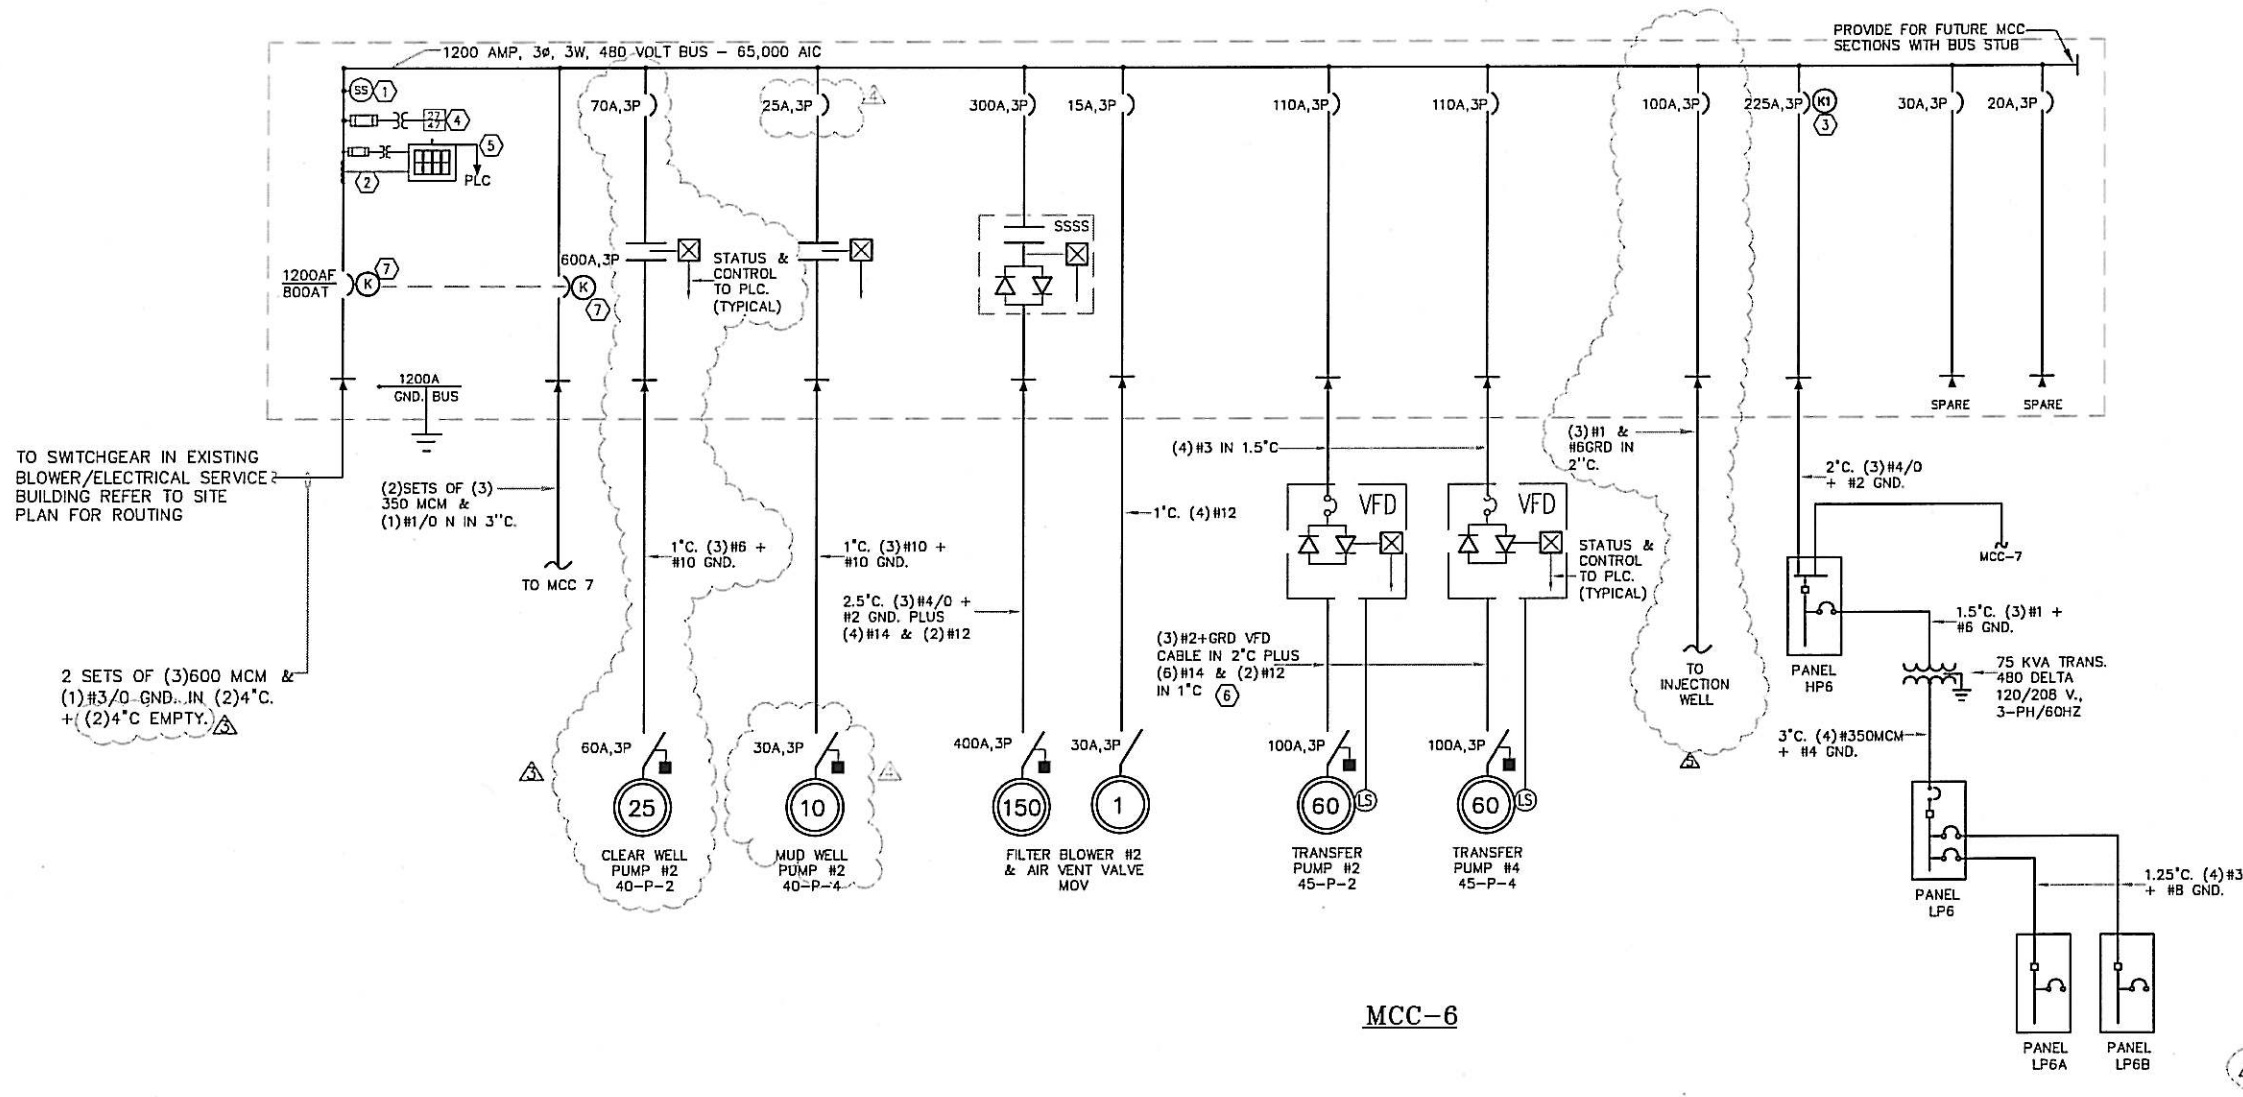 1200 AMP, 3ø, 3W, 480 VOLT BUS – 65,000 AIC
PROVIDE FOR FUTURE MCC
SECTIONS WITH BUS STUB
SS
1
27
47
4
5
2
PLC
70A,3P
25A,3P
4
300A,3P
15A,3P
110A,3P
110A,3P
100A,3P
225A,3P
K1
3
30A,3P
20A,3P
1200AF
800AT
K
7
600A,3P
K
7
STATUS &
CONTROL
TO PLC.
(TYPICAL)
SSSS
1200A
GND. BUS
SPARE
SPARE
TO SWITCHGEAR IN EXISTING
BLOWER/ELECTRICAL SERVICE
BUILDING REFER TO SITE
PLAN FOR ROUTING
(2)SETS OF (3)
350 MCM &
(1)#1/0 N IN 3"C.
TO MCC 7
1"C. (3)#6 +
#10 GND.
1"C. (3)#10 +
#10 GND.
2.5"C. (3)#4/0 +
#2 GND. PLUS
(4)#14 & (2)#12
1"C. (4)#12
(4)#3 IN 1.5"C
VFD
VFD
STATUS &
CONTROL
TO PLC.
(TYPICAL)
(3)#2+GRD VFD
CABLE IN 2"C PLUS
(6)#14 & (2)#12
IN 1"C
6
(3)#1 &
#6GRD IN
2"C.
TO
INJECTION
WELL
5
2"C. (3)#4/0
+ #2 GND.
MCC-7
PANEL
HP6
1.5"C. (3)#1 +
#6 GND.
75 KVA TRANS.
480 DELTA
120/208 V.,
3-PH/60HZ
3"C. (4)#350MCM
+ #4 GND.
PANEL
LP6
1.25"C. (4)#3
+ #8 GND.
PANEL
LP6A
PANEL
LP6B
2 SETS OF (3)600 MCM &
(1)#3/0 GND. IN (2)4"C.
+ (2)4"C EMPTY.
3
3
60A,3P
25
CLEAR WELL
PUMP #2
40-P-2
30A,3P
4
10
MUD WELL
PUMP #2
40-P-4
400A,3P
150
30A,3P
1
FILTER BLOWER #2
& AIR VENT VALVE
MOV
100A,3P
60
LS
TRANSFER
PUMP #2
45-P-2
100A,3P
60
LS
TRANSFER
PUMP #4
45-P-4
MCC-6